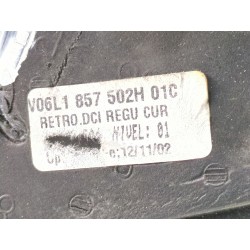 V06L1 857 502H 01C
RETRO.DCI REGU CUR
NIVEL: 01
12/11/02